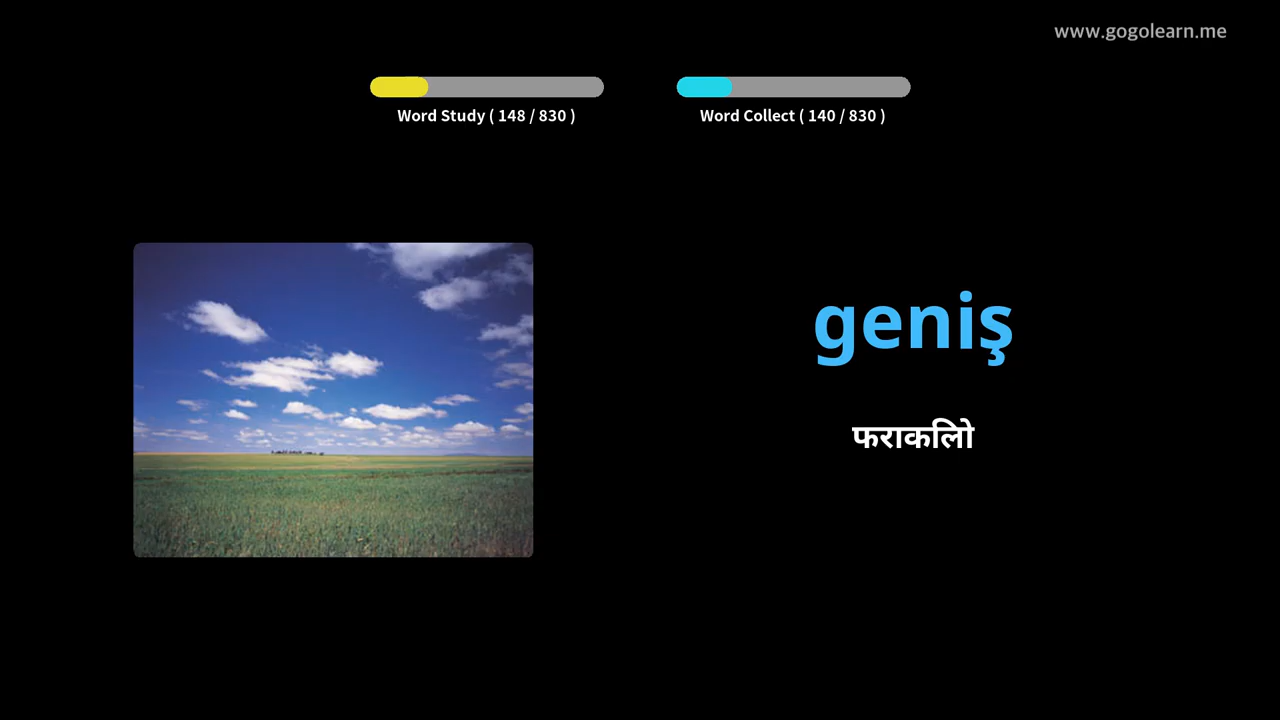 www.gogolearn.me
Word Study ( 148 / 830 )
Word Collect ( 140 / 830 )
geniş
फराकिलो